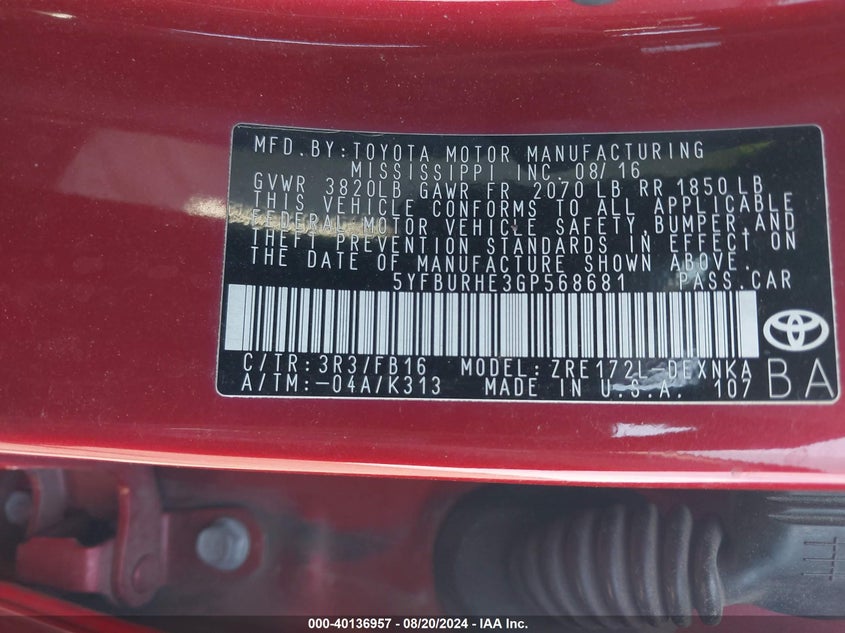 MFD.BY:TOYOTA MOTOR MANUFACTURING
MISSISSIPPI INC. 08/16
GVWR 3820LB GAWR FR 2070 LB RR 1850 LB
THIS VEHICLE CONFORMS TO ALL APPLICABLE
FEDERAL MOTOR VEHICLE SAFETY,BUMPER,AND
THEFT PREVENTION STANDARDS IN EFFECT ON
THE DATE OF MANUFACTURE SHOWN ABOVE.
5YFBURHE3GP568681 PASS.CAR
C/TR:3R3/FB16 MODEL:ZRE172L-DEXNKA
A/TM:-04A/K313 MADE IN U.S.A. 107
BA
000-40136957 - 08/20/2024 - IAA Inc.